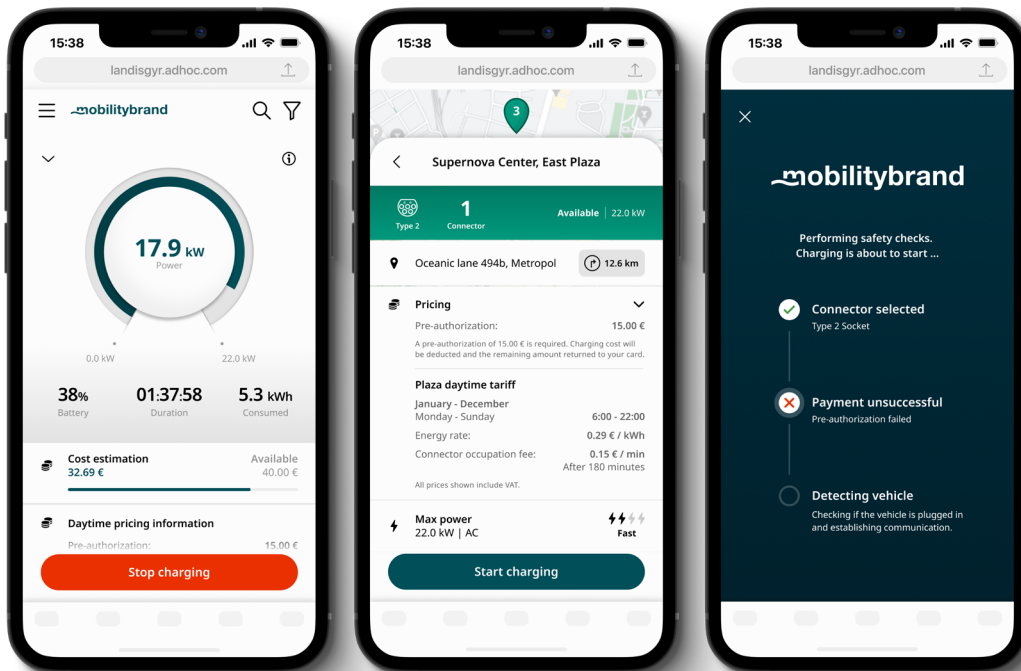 15:38
landisgyr.adhoc.com
mobilitybrand
17.9 kW
Power
0.0 kW 22.0 kW
38% 01:37:58 5.3 kWh
Battery Duration Consumed
Cost estimation Available
32.69 € 40.00 €
Daytime pricing information
Pre-authorization: 15.00 €
Stop charging
15:38
landisgyr.adhoc.com
3
Supernova Center, East Plaza
1
Type 2 Connector
Available | 22.0 kW
Oceanic lane 494b, Metropol 12.6 km
Pricing
Pre-authorization: 15.00 €
A pre-authorization of 15.00 € is required. Charging cost will
be deducted and the remaining amount returned to your card.
Plaza daytime tariff
January - December
Monday - Sunday 6:00 - 22:00
Energy rate: 0.29 € / kWh
Connector occupation fee: 0.15 € / min
After 180 minutes
All prices shown include VAT.
Max power
22.0 kW | AC Fast
Start charging
15:38
landisgyr.adhoc.com
mobilitybrand
Performing safety checks.
Charging is about to start ...
Connector selected
Type 2 Socket
Payment unsuccessful
Pre-authorization failed
Detecting vehicle
Checking if the vehicle is plugged in
and establishing communication.